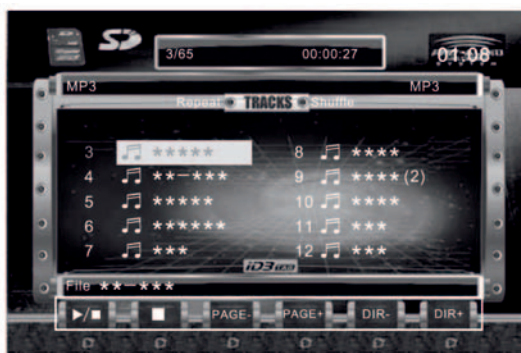 3/65 00:00:27 01:08
MP3 MP3
Repeat TRACKS Shuffle
3 *****
4 **-***
5 *****
6 ******
7 ***
8 ****
9 ****(2)
10 ****
11 ***
12 ***
ID3 TAG
File **-***
▶/■ ■ PAGE- PAGE+ DIR- DIR+